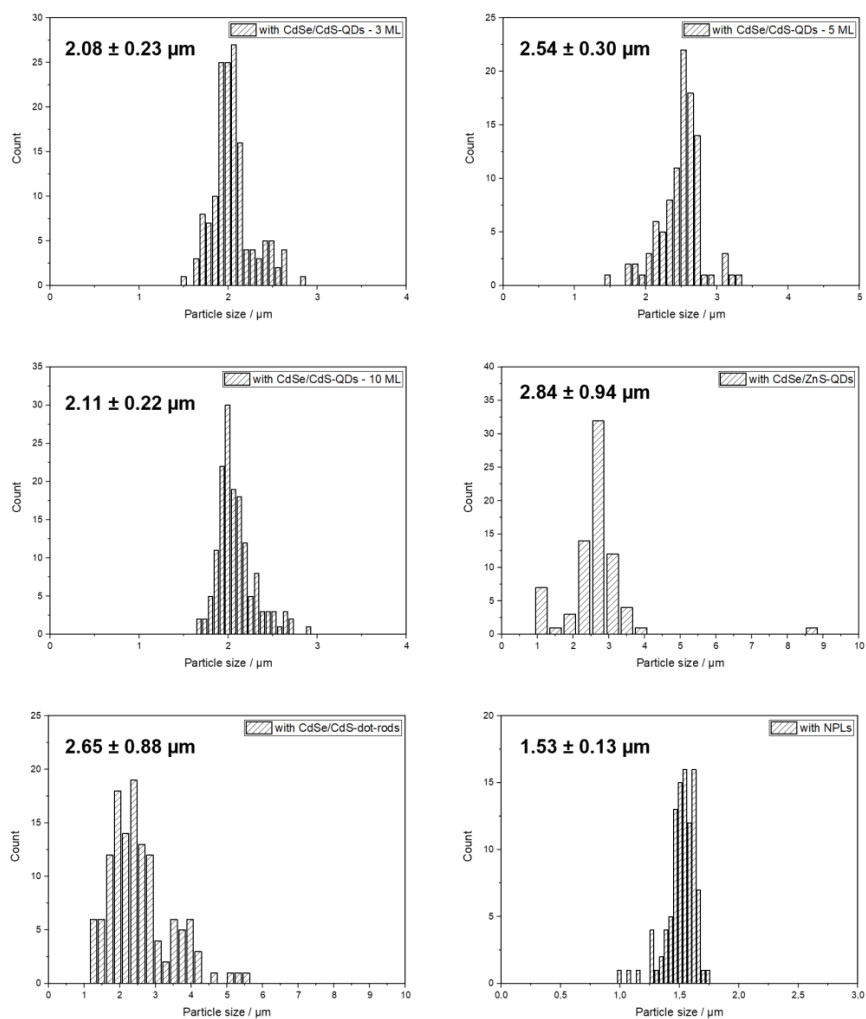 with CdSe/CdS-QDs - 3 ML
2.08 ± 0.23 µm
Count
30
25
20
15
10
5
0
0 1 2 3 4
Particle size / µm
with CdSe/CdS-QDs - 5 ML
2.54 ± 0.30 µm
Count
25
20
15
10
5
0
0 1 2 3 4 5
Particle size / µm
with CdSe/CdS-QDs - 10 ML
2.11 ± 0.22 µm
Count
35
30
25
20
15
10
5
0
0 1 2 3 4
Particle size / µm
with CdSe/ZnS-QDs
2.84 ± 0.94 µm
Count
40
35
30
25
20
15
10
5
0
0 1 2 3 4 5 6 7 8 9 10
Particle size / µm
with CdSe/CdS-dot-rods
2.65 ± 0.88 µm
Count
25
20
15
10
5
0
0 1 2 3 4 5 6 7 8 9 10
Particle size / µm
with NPLs
1.53 ± 0.13 µm
Count
20
15
10
5
0
0,0 0,5 1,0 1,5 2,0 2,5 3,0
Particle size / µm